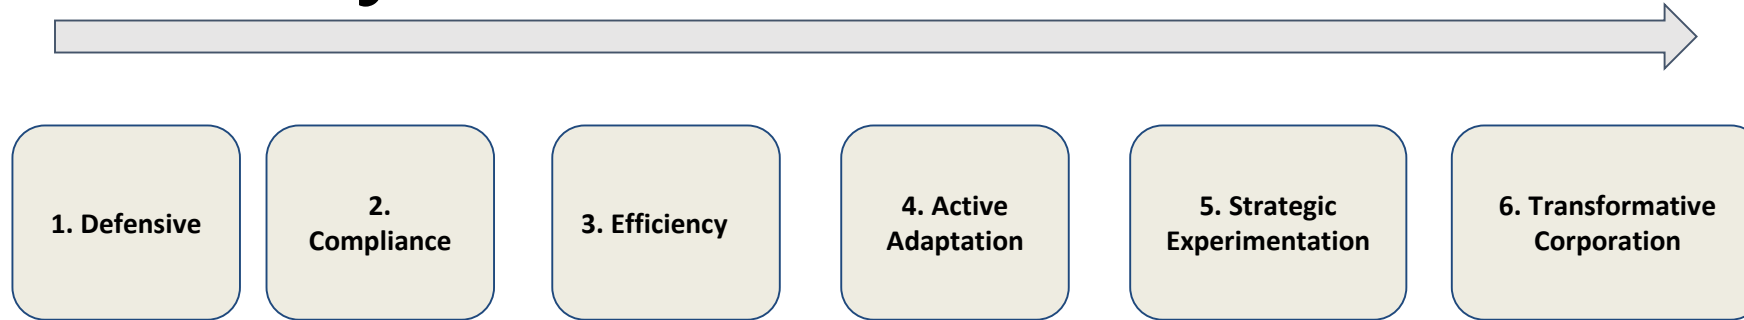 1. Defensive
2.
Compliance
3. Efficiency
4. Active
Adaptation
5. Strategic
Experimentation
6. Transformative
Corporation